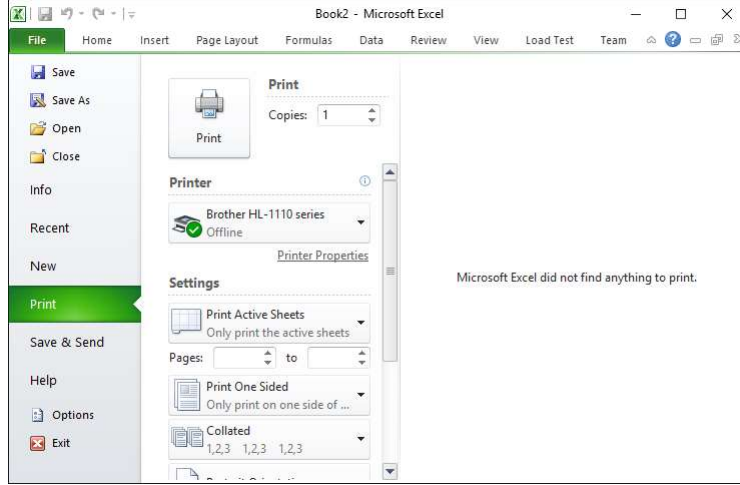 Book2 - Microsoft Excel
File Home Insert Page Layout Formulas Data Review View Load Test Team
Save
Save As
Open
Close
Info
Recent
New
Print
Save & Send
Help
Options
Exit
Print
Print
Copies: 1
Printer
Brother HL-1110 series
Offline
Printer Properties
Settings
Print Active Sheets
Only print the active sheets
Pages: to
Print One Sided
Only print on one side of ...
Collated
1,2,3 1,2,3 1,2,3
Microsoft Excel did not find anything to print.